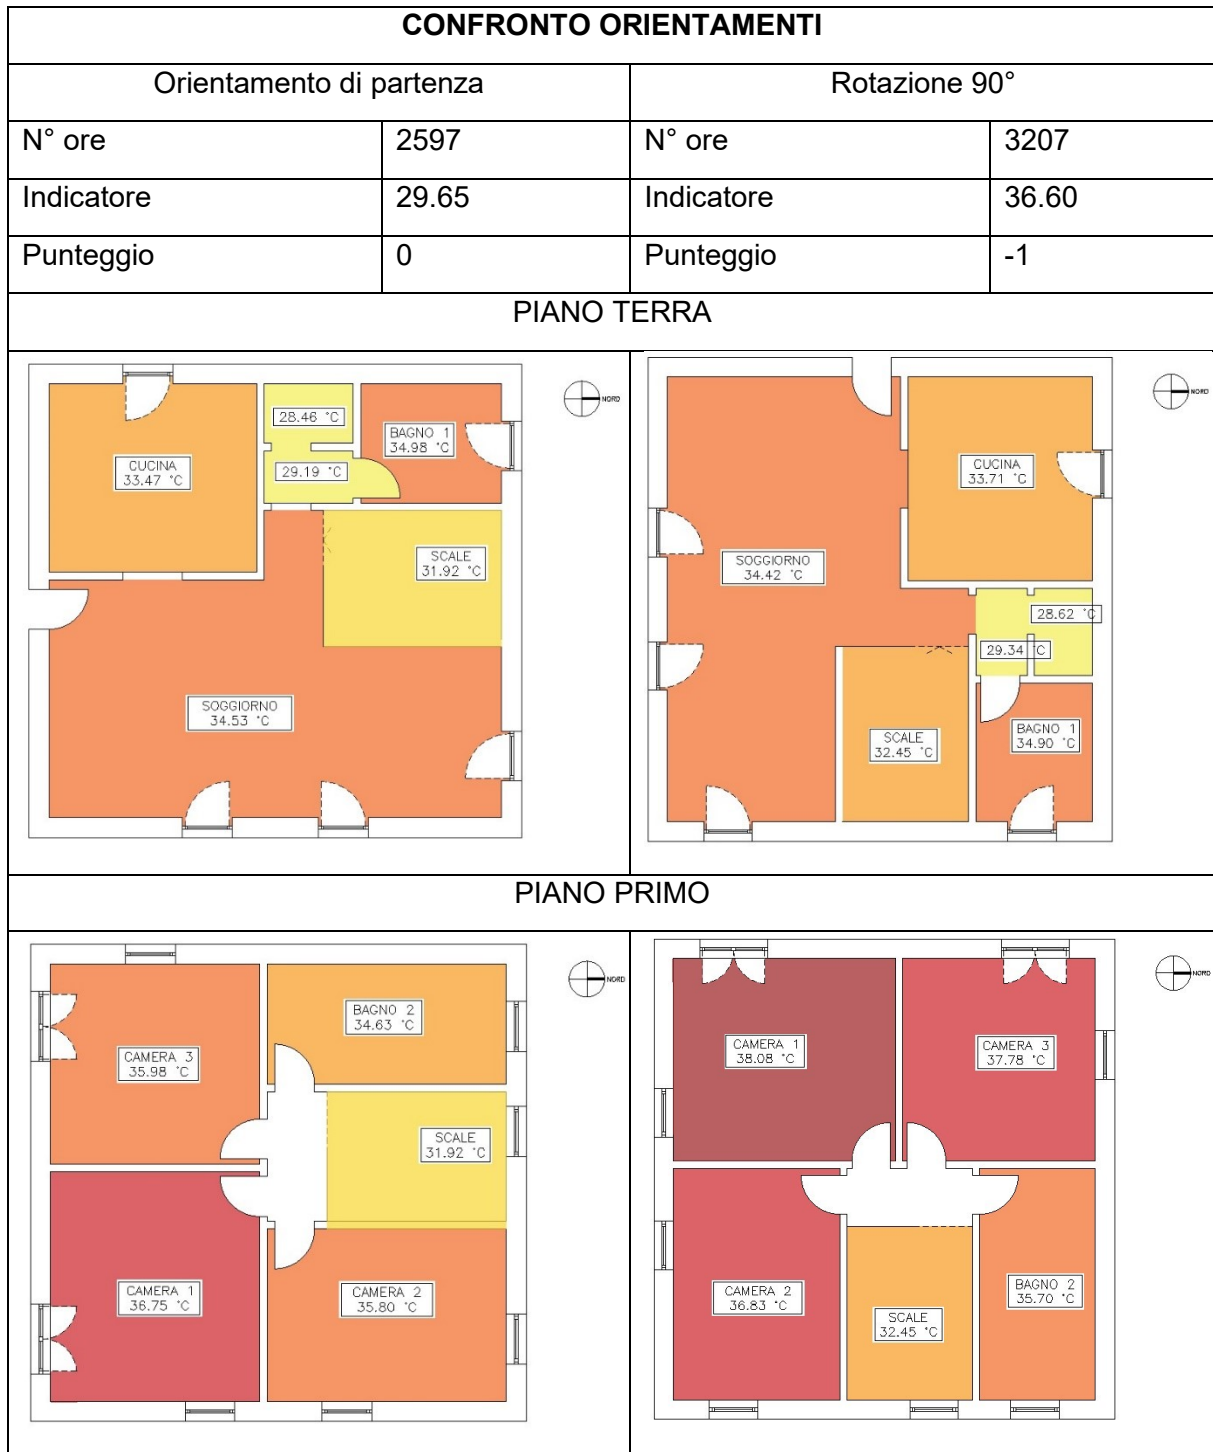 CONFRONTO ORIENTAMENTI
Orientamento di partenza
Rotazione 90°
N° ore 2597 N° ore 3207
Indicatore 29.65 Indicatore 36.60
Punteggio 0 Punteggio -1
PIANO TERRA
CUCINA
33.47 °C
28.46 °C
29.19 °C
BAGNO 1
34.98 °C
SCALE
31.92 °C
SOGGIORNO
34.53 °C
NORD
CUCINA
33.71 °C
SOGGIORNO
34.42 °C
28.62 °C
29.34 °C
SCALE
32.45 °C
BAGNO 1
34.90 °C
NORD
PIANO PRIMO
BAGNO 2
34.63 °C
CAMERA 3
35.98 °C
SCALE
31.92 °C
CAMERA 1
36.75 °C
CAMERA 2
35.80 °C
NORD
CAMERA 1
38.08 °C
CAMERA 3
37.78 °C
CAMERA 2
36.83 °C
SCALE
32.45 °C
BAGNO 2
35.70 °C
NORD